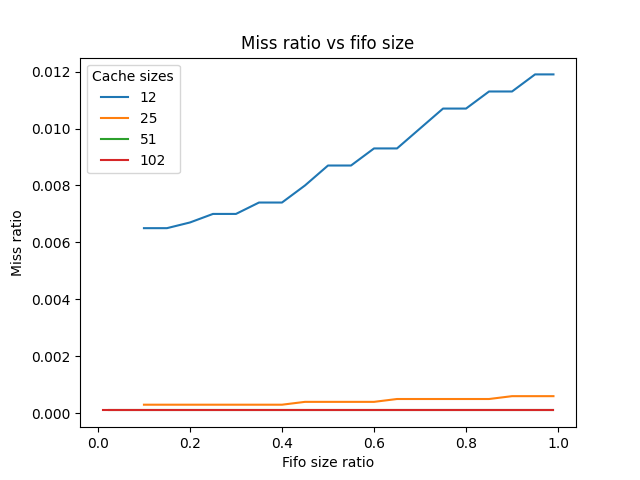 Miss ratio vs fifo size
Cache sizes
12
25
51
102
0.012
0.010
0.008
0.006
0.004
0.002
0.000
Miss ratio
0.0 0.2 0.4 0.6 0.8 1.0
Fifo size ratio